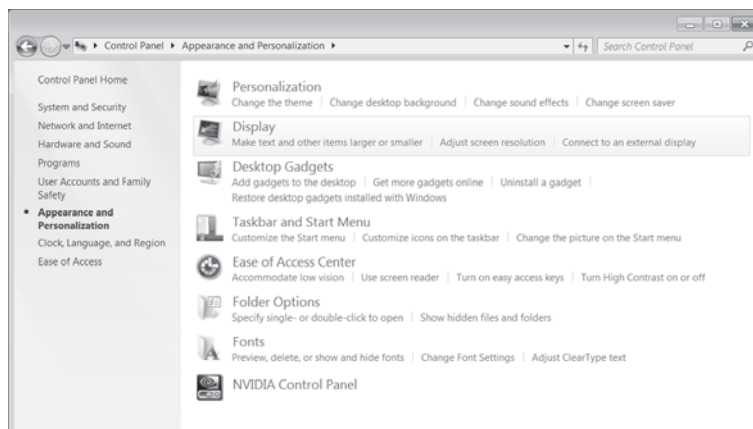 Control Panel Appearance and Personalization Search Control Panel
Control Panel Home
System and Security
Network and Internet
Hardware and Sound
Programs
User Accounts and Family
Safety
Appearance and
Personalization
Clock, Language, and Region
Ease of Access
Personalization
Change the theme | Change desktop background | Change sound effects | Change screen saver
Display
Make text and other items larger or smaller | Adjust screen resolution | Connect to an external display
Desktop Gadgets
Add gadgets to the desktop | Get more gadgets online | Uninstall a gadget |
Restore desktop gadgets installed with Windows
Taskbar and Start Menu
Customize the Start menu | Customize icons on the taskbar | Change the picture on the Start menu
Ease of Access Center
Accommodate low vision | Use screen reader | Turn on easy access keys | Turn High Contrast on or off
Folder Options
Specify single- or double-click to open | Show hidden files and folders
Fonts
Preview, delete, or show and hide fonts | Change Font Settings | Adjust ClearType text
NVIDIA Control Panel